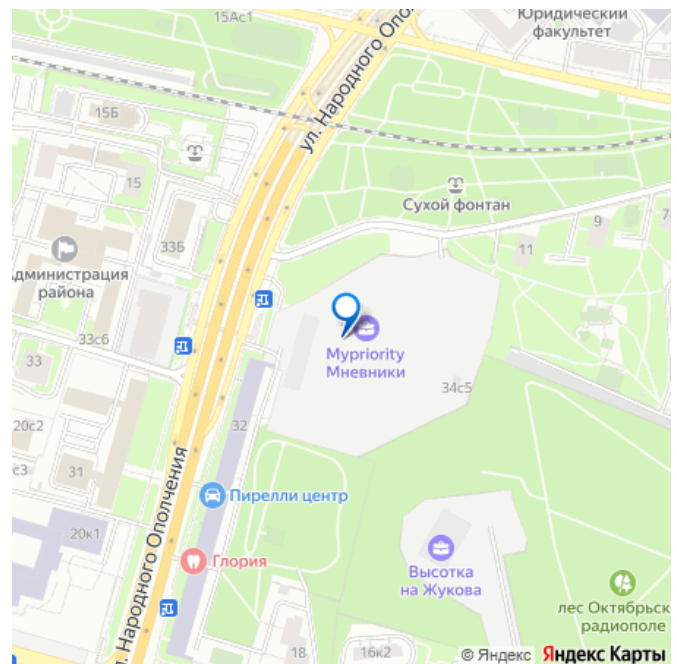 15Ас1
Юридический
факультет
ул. Народного Опо
15Б
15
Сухой фонтан
9
11
33Б
дминистрация
района
Mypriority
Мневники
33с6
33
34с5
32
20с2
с3
31
Пирелли центр
20к1
ул. Народного Ополчения
Глория
Высотка
на Жукова
лес Октябрьск
радиополе
18
16к2
© Яндекс Яндекс Карты